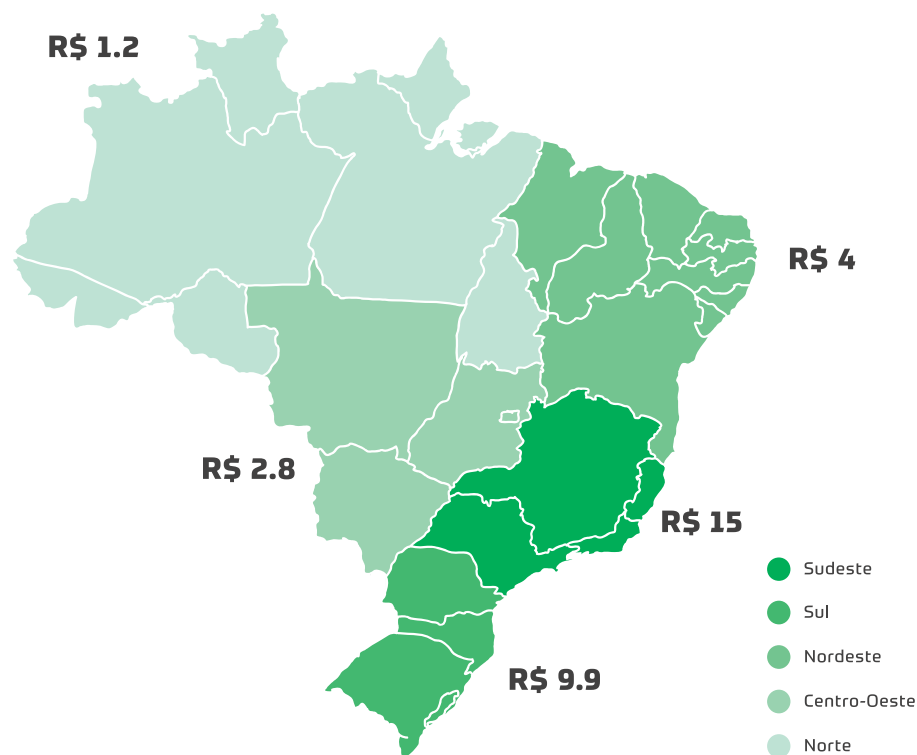 R$ 1.2
R$ 4
R$ 2.8
R$ 15
R$ 9.9
Sudeste
Sul
Nordeste
Centro-Oeste
Norte